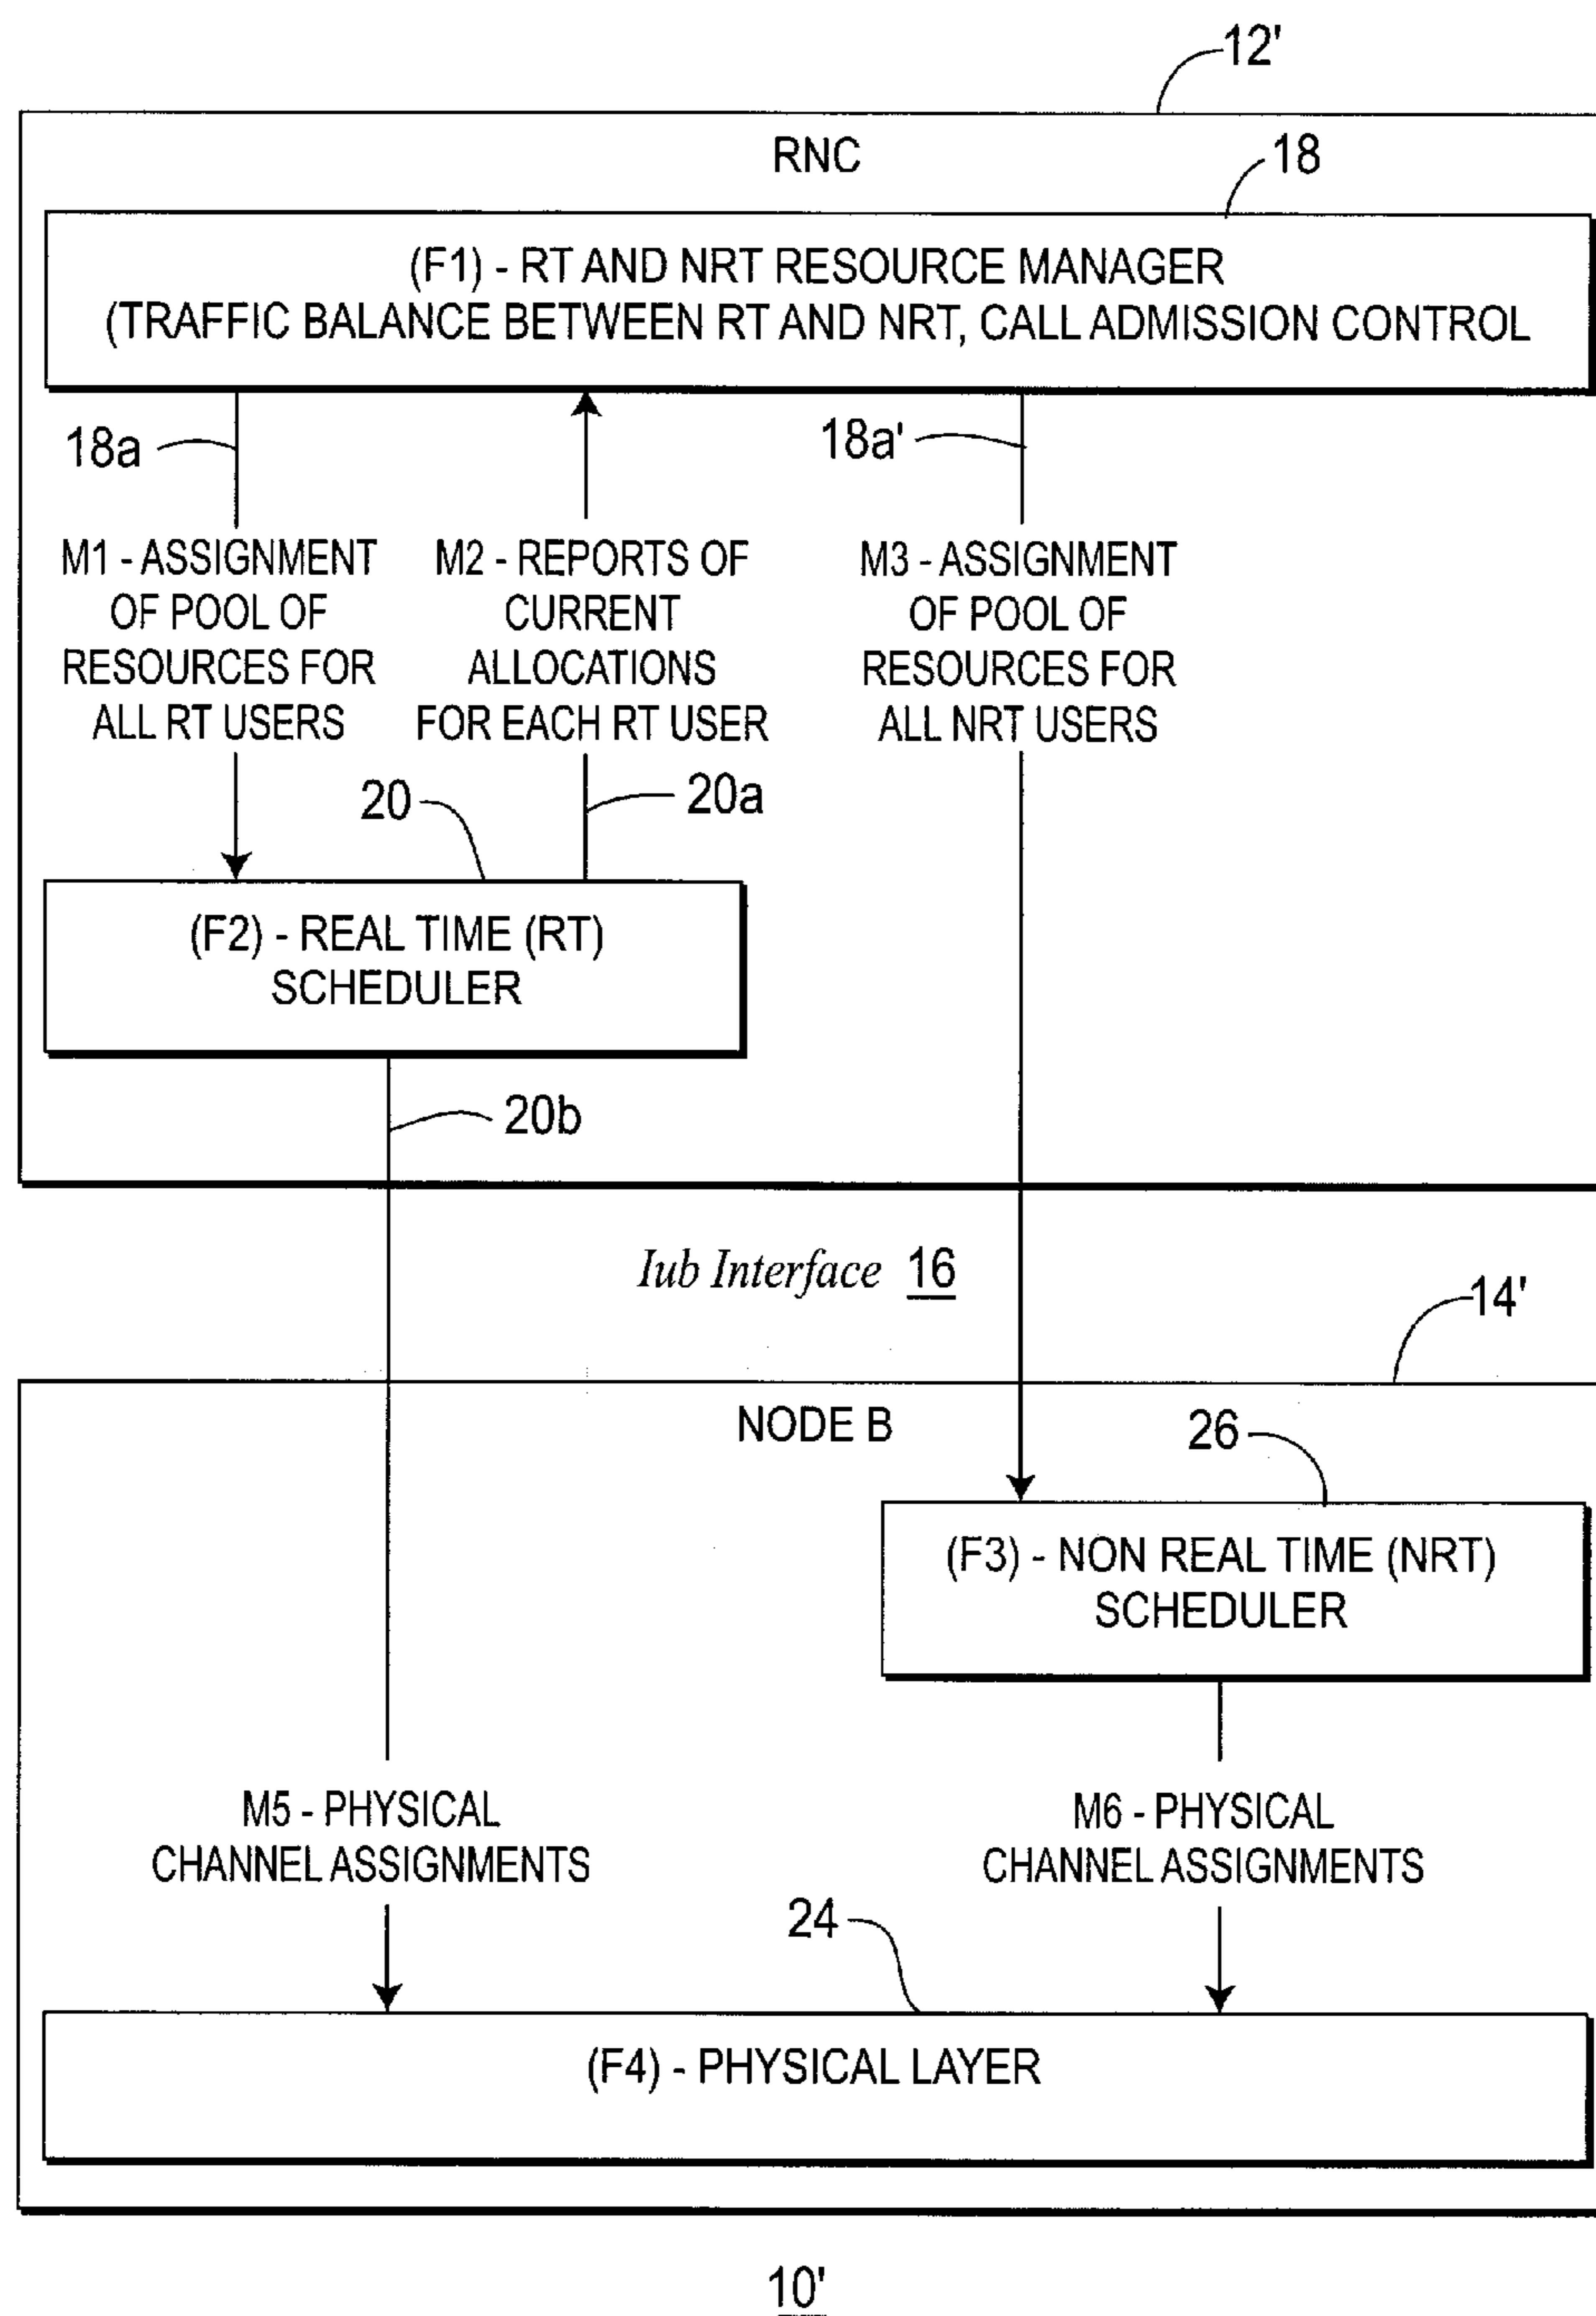 12'
RNC
18
(F1) - RT AND NRT RESOURCE MANAGER
(TRAFFIC BALANCE BETWEEN RT AND NRT, CALL ADMISSION CONTROL
18a
18a'
M1 - ASSIGNMENT
OF POOL OF
RESOURCES FOR
ALL RT USERS
M2 - REPORTS OF
CURRENT
ALLOCATIONS
FOR EACH RT USER
M3 - ASSIGNMENT
OF POOL OF
RESOURCES FOR
ALL NRT USERS
20
20a
(F2) - REAL TIME (RT)
SCHEDULER
20b
Iub Interface 16
14'
NODE B
26
(F3) - NON REAL TIME (NRT)
SCHEDULER
M5 - PHYSICAL
CHANNEL ASSIGNMENTS
M6 - PHYSICAL
CHANNEL ASSIGNMENTS
24
(F4) - PHYSICAL LAYER
10'